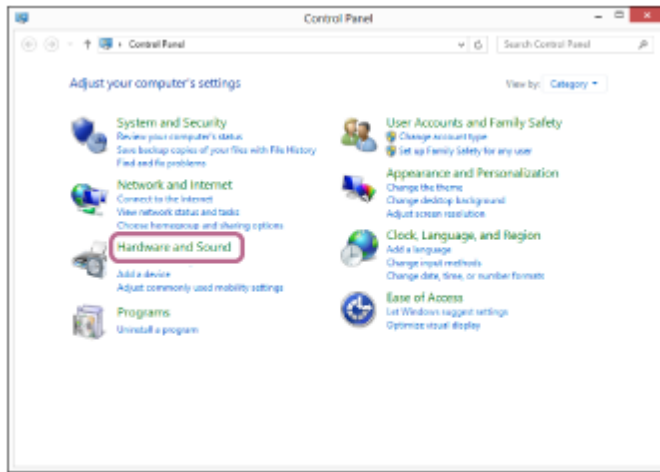 Control Panel
Control Panel
Search Control Panel
Adjust your computer's settings
View by: Category
System and Security
Review your computer's status
Save backup copies of your files with File History
Find and fix problems
Network and Internet
Connect to the Internet
View network status and tasks
Choose homegroup and sharing options
Hardware and Sound
Add a device
Adjust commonly used mobility settings
Programs
Uninstall a program
User Accounts and Family Safety
Change account type
Set up Family Safety for any user
Appearance and Personalization
Change the theme
Change desktop background
Adjust screen resolution
Clock, Language, and Region
Add a language
Change input methods
Change date, time, or number formats
Ease of Access
Let Windows suggest settings
Optimize visual display